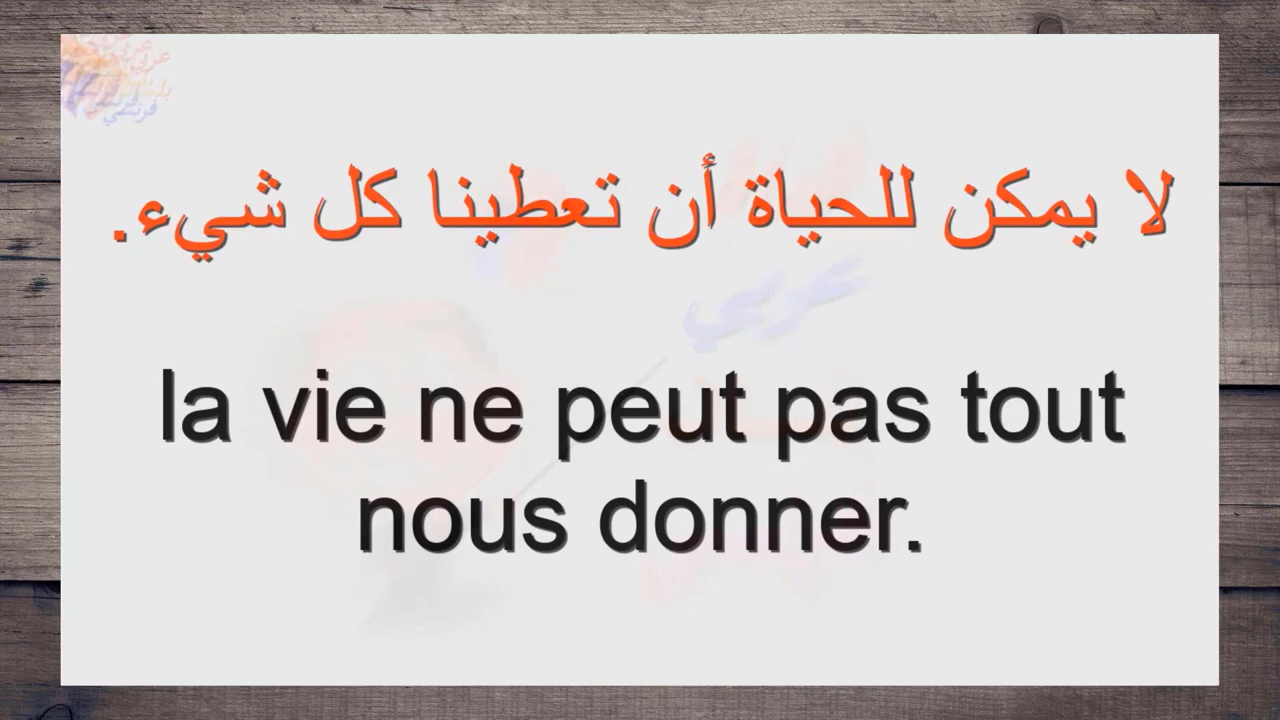 لا يمكن للحياة أن تعطينا كل شيء.
la vie ne peut pas tout
nous donner.